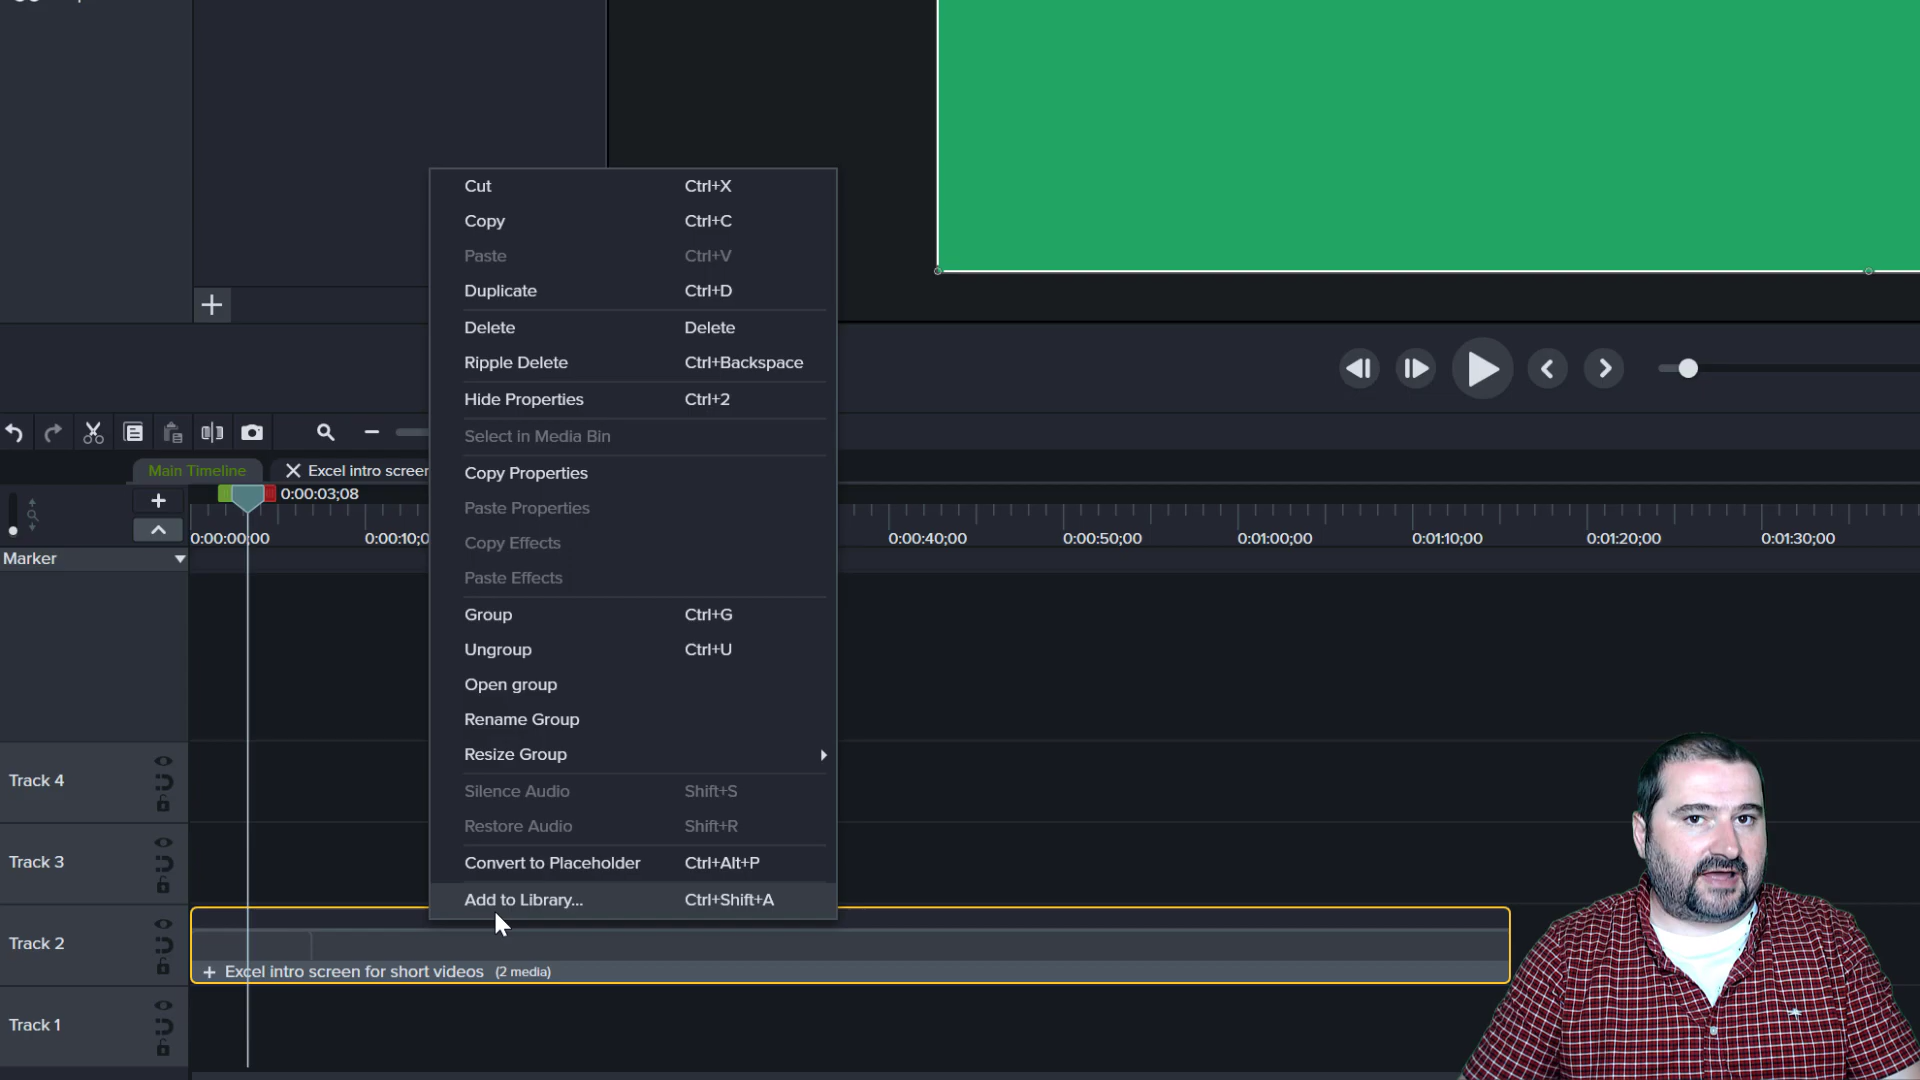 Cut Ctrl+X
Copy Ctrl+C
Paste Ctrl+V
Duplicate Ctrl+D
Delete Delete
Ripple Delete Ctrl+Backspace
Hide Properties Ctrl+2
Select in Media Bin
Copy Properties
Paste Properties
Copy Effects
Paste Effects
Group Ctrl+G
Ungroup Ctrl+U
Open group
Rename Group
Resize Group
Silence Audio Shift+S
Restore Audio Shift+R
Convert to Placeholder Ctrl+Alt+P
Add to Library... Ctrl+Shift+A
Main Timeline Excel intro screen
0:00:03;08
0:00:00;00 0:00:10;0 0:00:40;00 0:00:50;00 0:01:00;00 0:01:10;00 0:01:20;00 0:01:30;00
Marker
Track 4
Track 3
Track 2
+ Excel intro screen for short videos (2 media)
Track 1